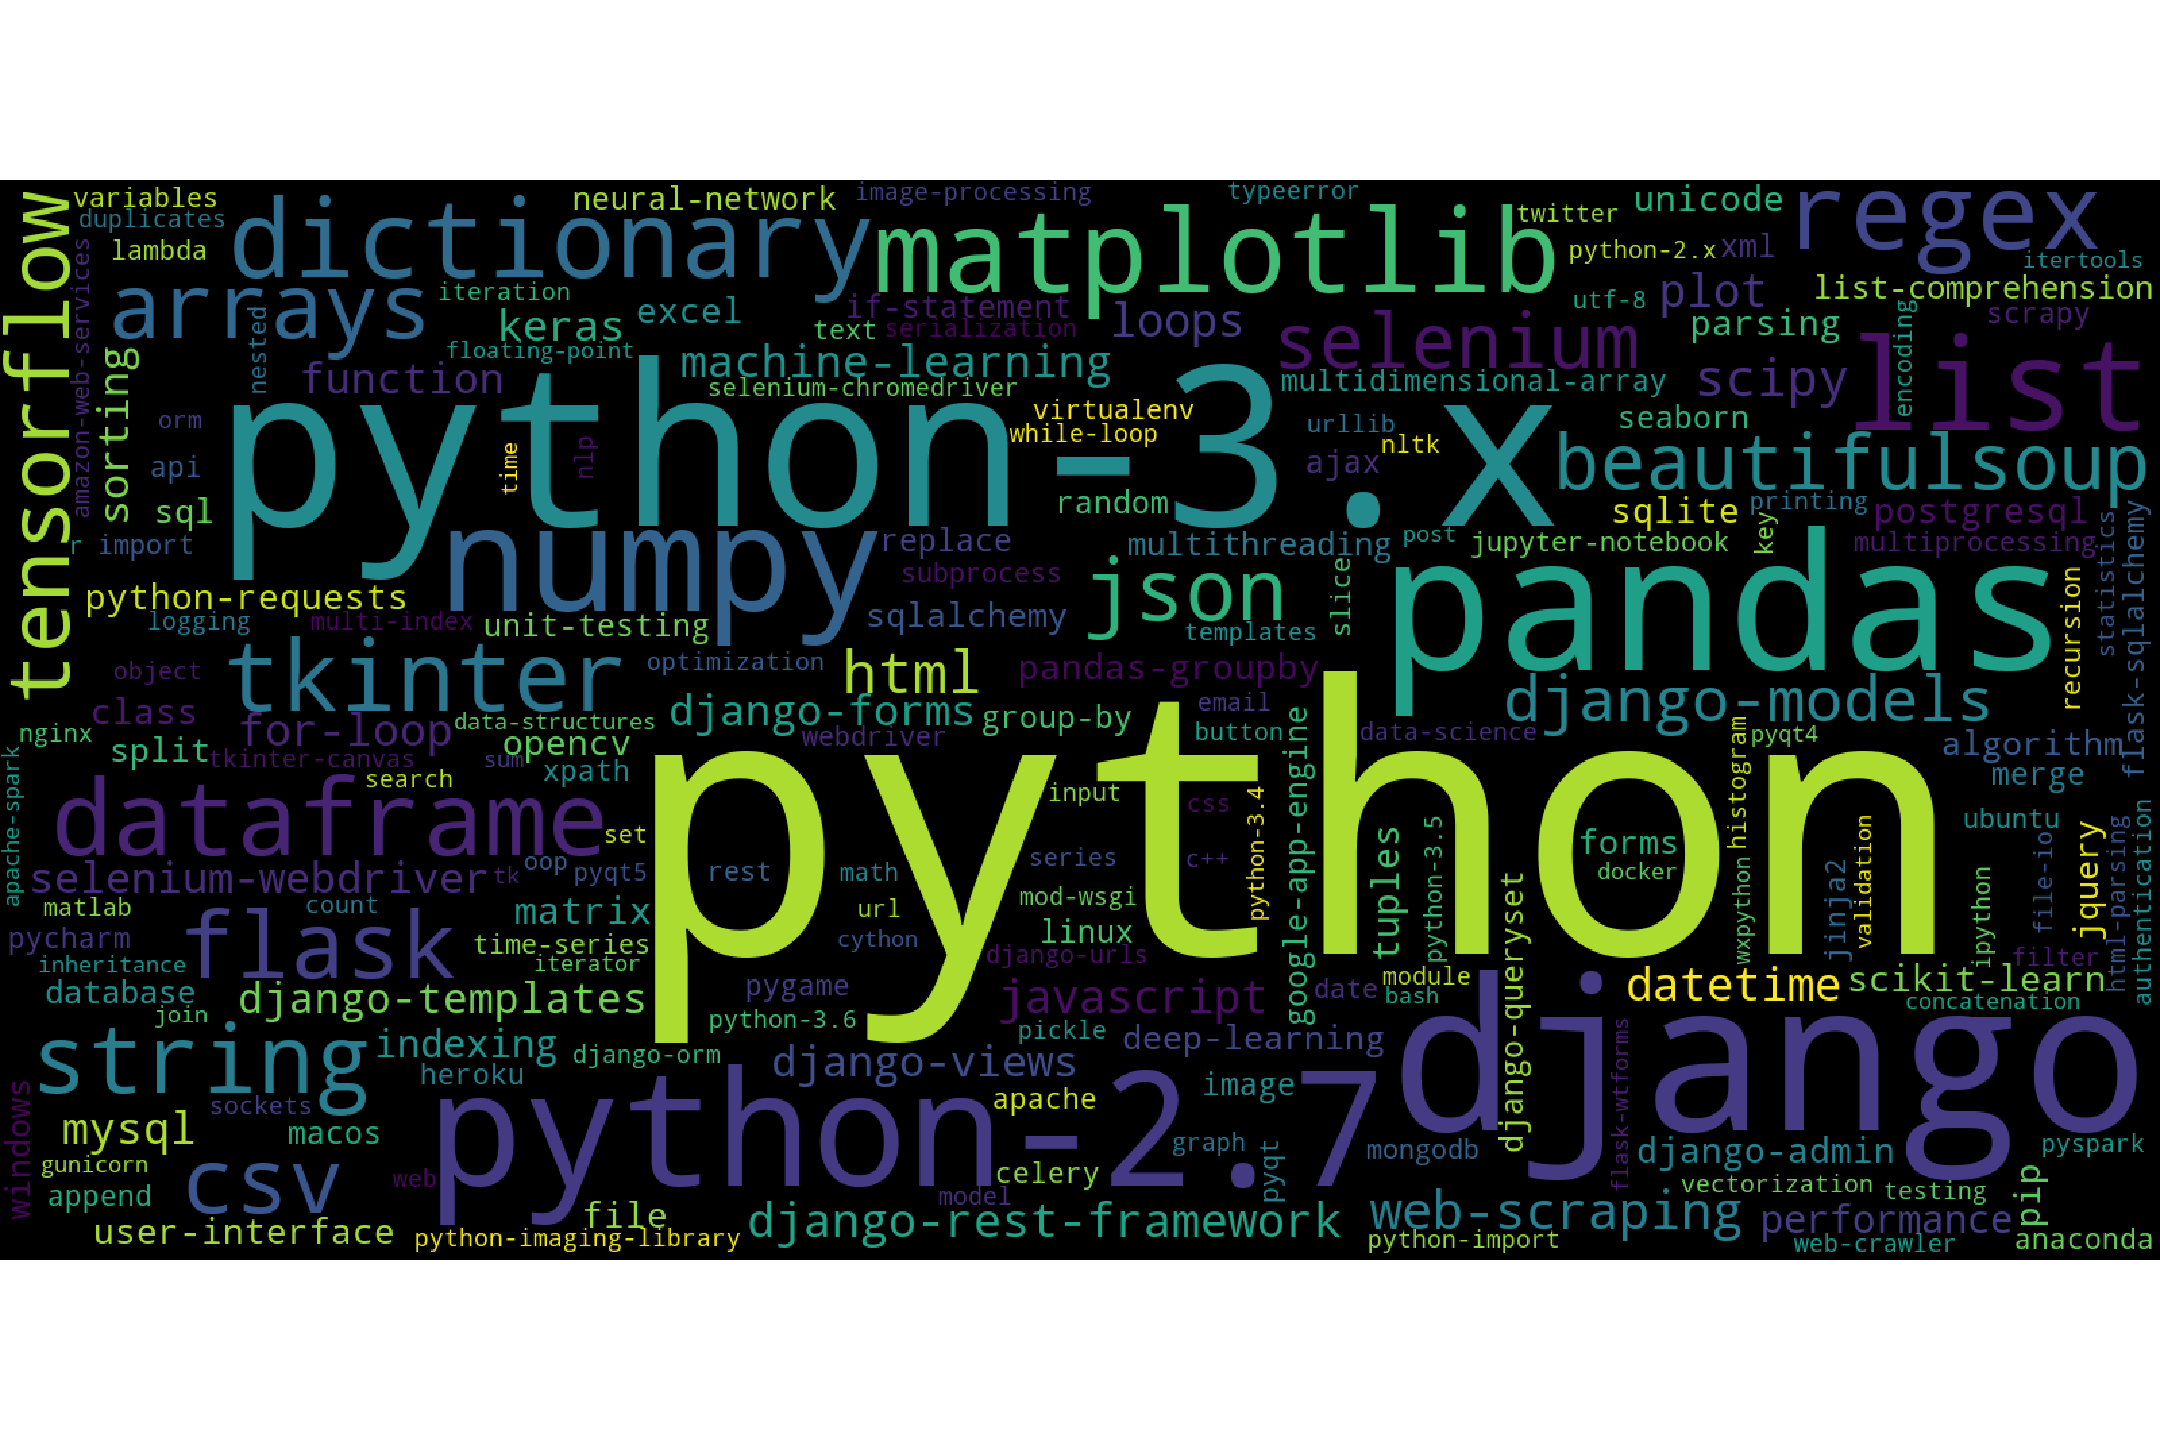 tensorflow
variables
duplicates
lambda
amazon-web-services
dictionary
neural-network
image-processing
matplotlib
typeerror
twitter
unicode
python-2.x
xml
regex
itertools
arrays
nested
iteration
keras
excel
if-statement
text
serialization
loops
selenium
utf-8
plot
parsing
list-comprehension
encoding
scrapy
sorting
function
floating-point
machine-learning
selenium-chromedriver
multidimensional-array
scipy
list
orm
api
sql
r
import
python-3.x
time
nlp
virtualenv
while-loop
random
urllib
ajax
nltk
seaborn
beautifulsoup
sqlite
printing
postgresql
key
statistics
flask-sqlalchemy
numpy
replace
subprocess
sqlalchemy
multithreading
post
jupyter-notebook
multiprocessing
json
slice
templates
pandas
recursion
python-requests
logging
multi-index
unit-testing
object
tkinter
optimization
html
pandas-groupby
django-models
class
nginx
for-loop
data-structures
django-forms
group-by
email
button
google-app-engine
data-science
histogram
pyqt4
algorithm
merge
split
tkinter-canvas
opencv
sum
xpath
webdriver
search
apache-spark
dataframe
set
python
input
css
python-3.4
series
c++
tuples
python-3.5
forms
docker
wxpython
validation
jinja2
ubuntu
file-io
jquery
html-parsing
authentication
selenium-webdriver
tk
oop
pyqt5
rest
math
matlab
count
matrix
url
mod-wsgi
linux
cython
django-urls
pycharm
flask
time-series
iterator
inheritance
database
django-templates
join
pygame
python-3.6
javascript
date
module
bash
pickle
deep-learning
django-queryset
datetime
ipython
filter
scikit-learn
concatenation
string
indexing
django-orm
heroku
django-views
image
django
windows
sockets
mysql
macos
gunicorn
csv
append
web
user-interface
python-2.7
apache
celery
model
graph
pyqt
mongodb
flask-wtforms
django-admin
pyspark
vectorization
testing
pip
file
python-imaging-library
django-rest-framework
web-scraping
python-import
performance
web-crawler
anaconda